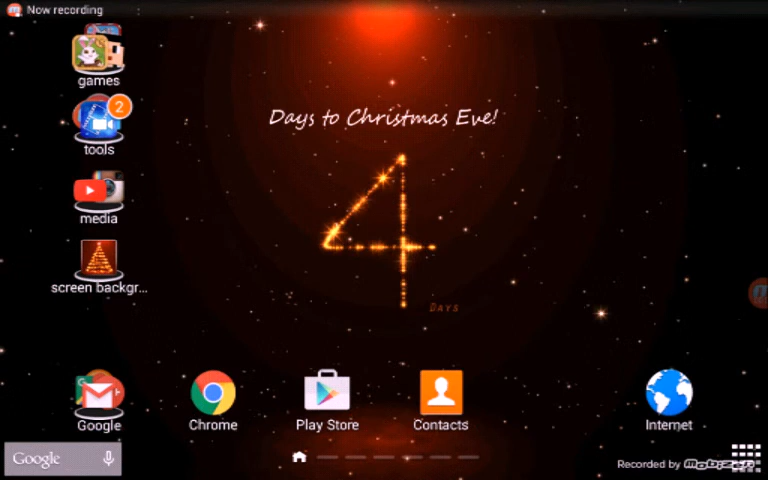 Now recording
games
2
tools
media
screen backgr...
Days to Christmas Eve!
4
DAYS
Google
Chrome
Play Store
Contacts
Internet
Google
Recorded by Mobizen